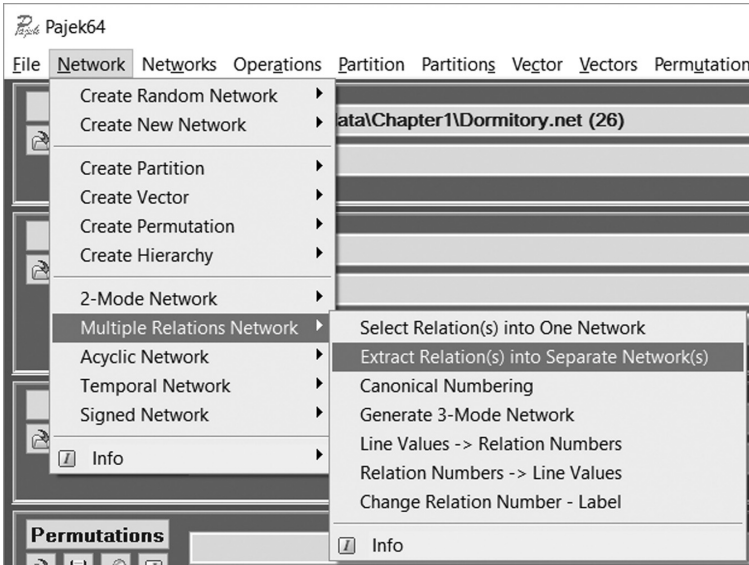 Pajek Pajek64
File Network Networks Operations Partition Partitions Vector Vectors Permutation
Create Random Network
Create New Network
ata\Chapter1\Dormitory.net (26)
Create Partition
Create Vector
Create Permutation
Create Hierarchy
2-Mode Network
Multiple Relations Network
Select Relation(s) into One Network
Acyclic Network
Extract Relation(s) into Separate Network(s)
Temporal Network
Canonical Numbering
Signed Network
Generate 3-Mode Network
Info
Line Values -> Relation Numbers
Relation Numbers -> Line Values
Change Relation Number - Label
Info
Permutations